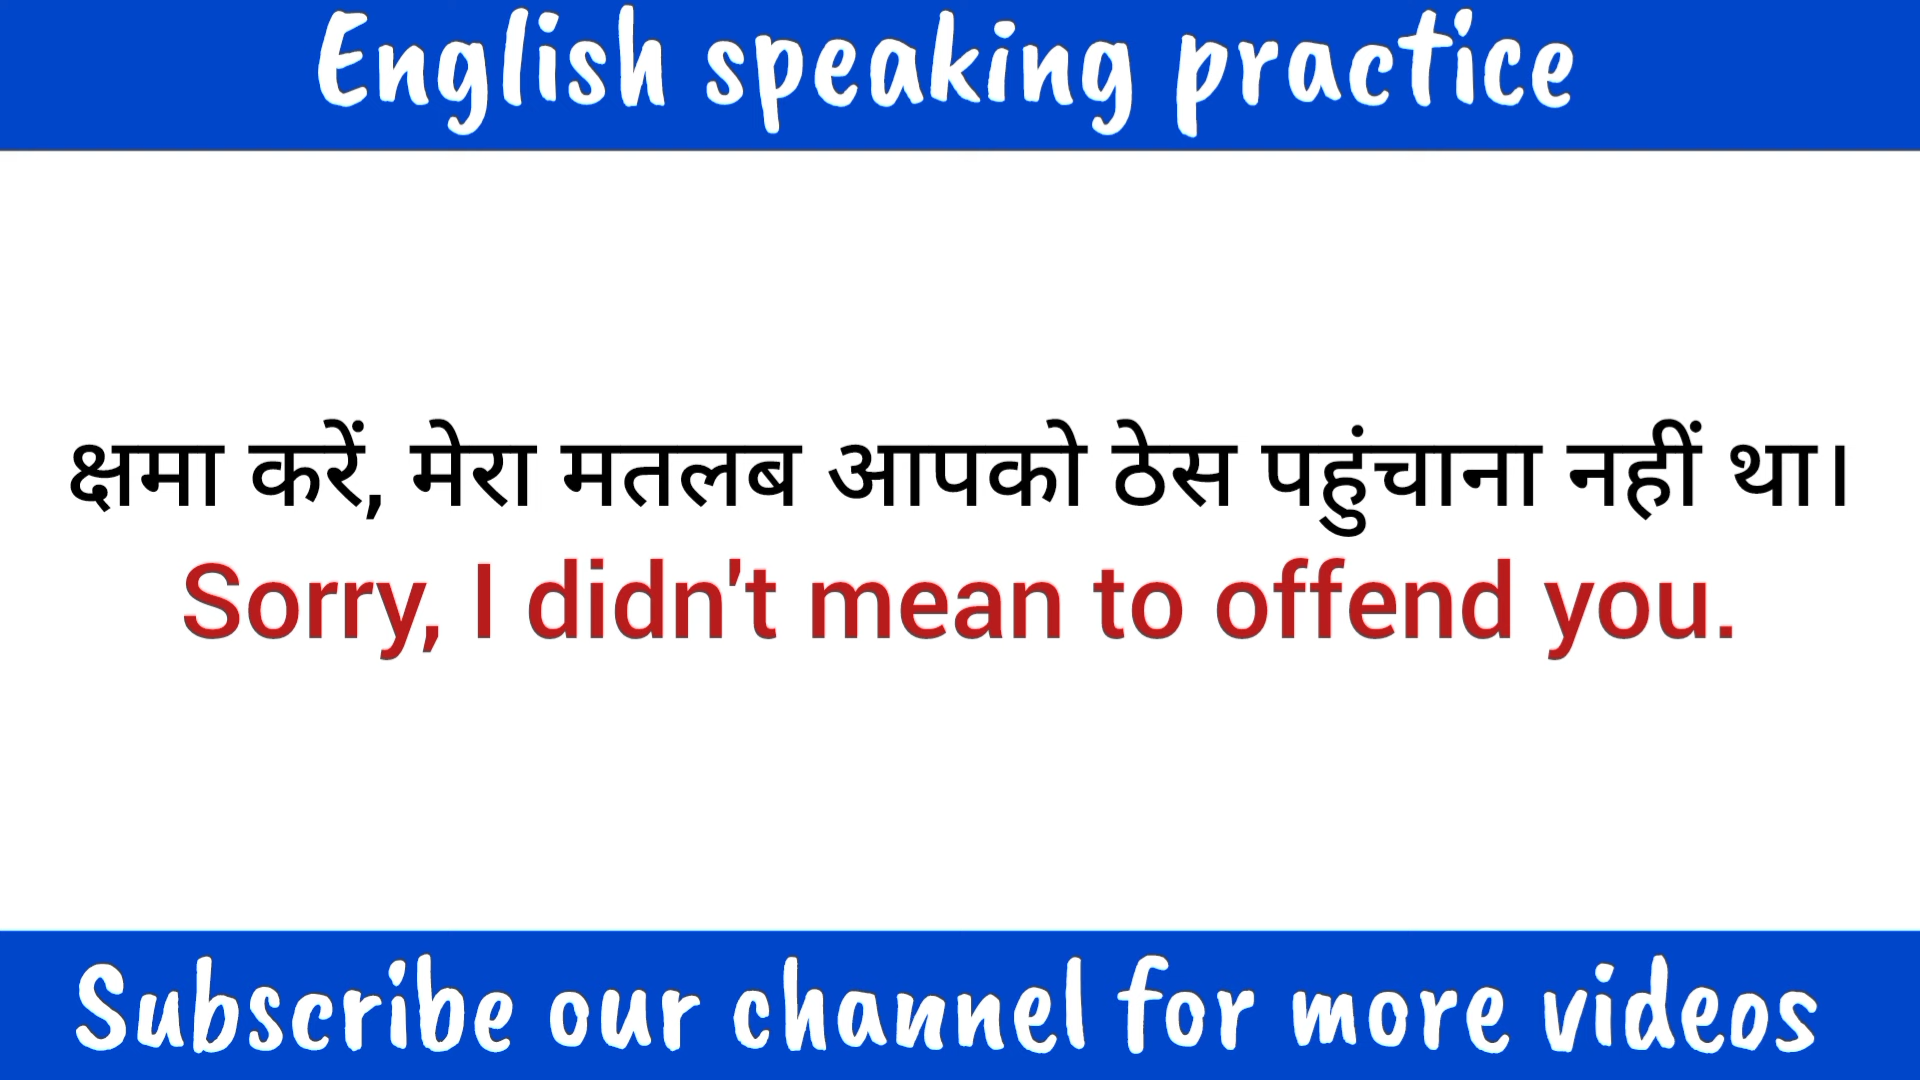 English speaking practice
क्षमा करें, मेरा मतलब आपको ठेस पहुंचाना नहीं था।
Sorry, I didn't mean to offend you.
Subscribe our channel for more videos